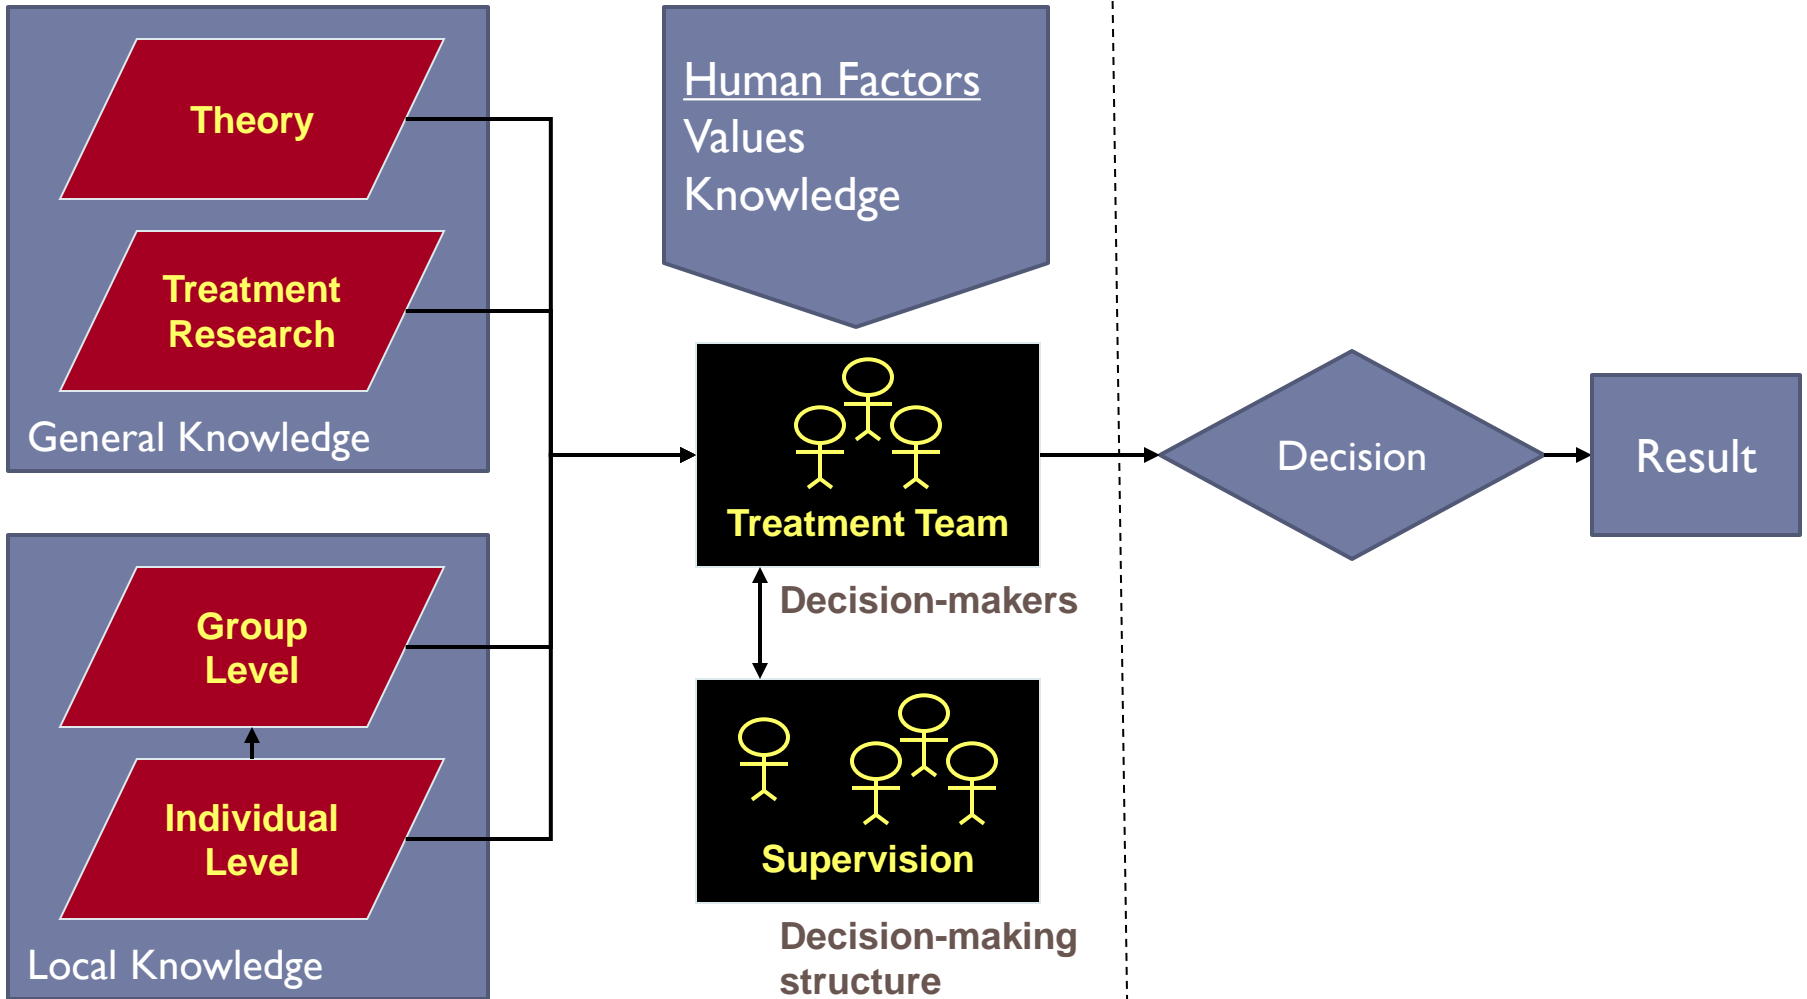 Theory
Treatment
Research
General Knowledge
Group
Level
Individual
Level
Local Knowledge
Human Factors
Values
Knowledge
Treatment Team
Decision-makers
Supervision
Decision-making
structure
Decision
Result